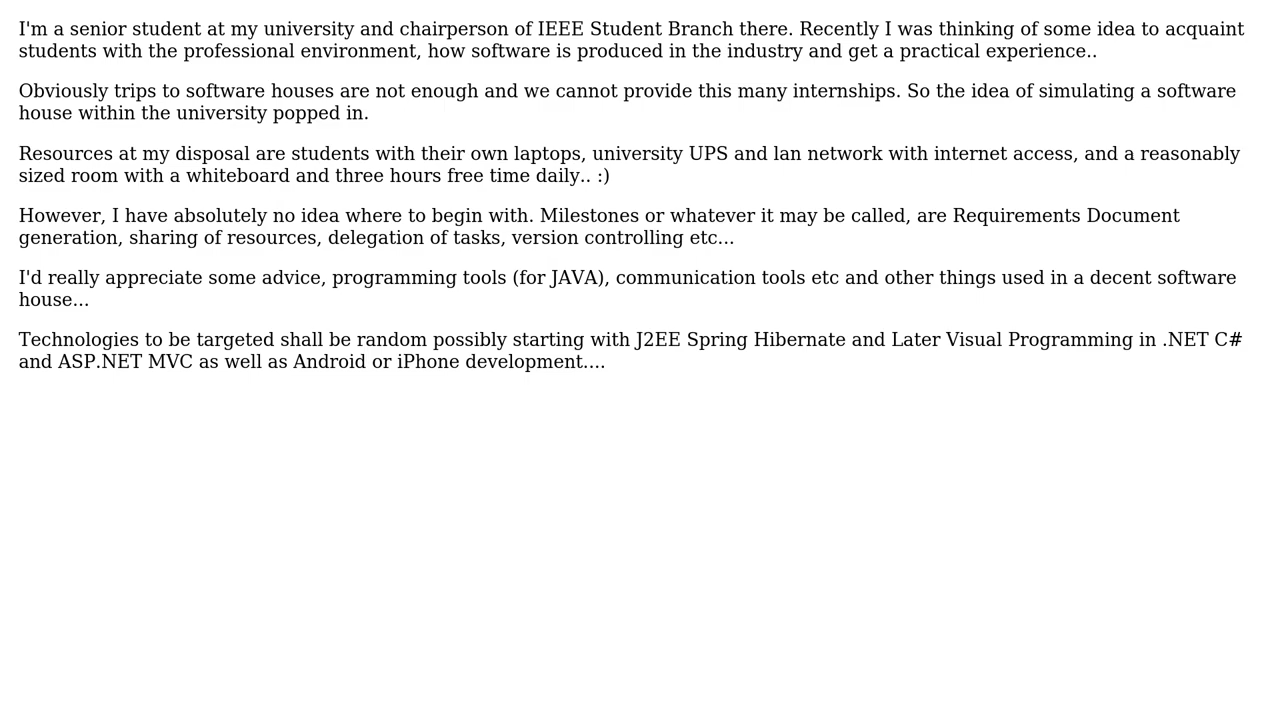 I'm a senior student at my university and chairperson of IEEE Student Branch there. Recently I was thinking of some idea to acquaint
students with the professional environment, how software is produced in the industry and get a practical experience..
Obviously trips to software houses are not enough and we cannot provide this many internships. So the idea of simulating a software
house within the university popped in.
Resources at my disposal are students with their own laptops, university UPS and lan network with internet access, and a reasonably
sized room with a whiteboard and three hours free time daily.. :)
However, I have absolutely no idea where to begin with. Milestones or whatever it may be called, are Requirements Document
generation, sharing of resources, delegation of tasks, version controlling etc...
I'd really appreciate some advice, programming tools (for JAVA), communication tools etc and other things used in a decent software
house...
Technologies to be targeted shall be random possibly starting with J2EE Spring Hibernate and Later Visual Programming in .NET C#
and ASP.NET MVC as well as Android or iPhone development....